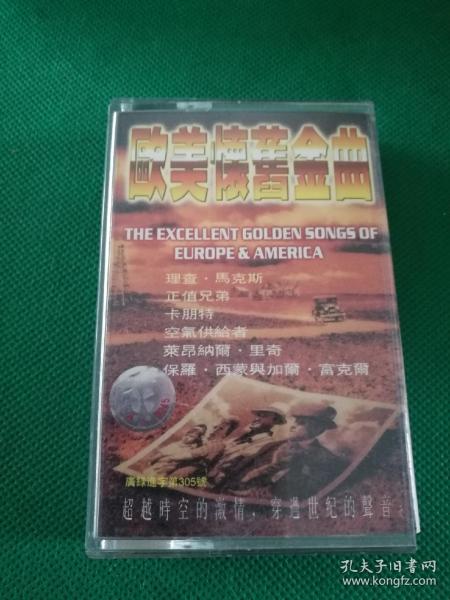 歐美懷舊金曲
THE EXCELLENT GOLDEN SONGS OF
EUROPE & AMERICA
理查·馬克斯
正值兄弟
卡朋特
空氣供給者
萊昂納爾·里奇
保羅·西蒙與加爾·富克爾
廣録進字第305號
超越時空的激情，穿過世紀的聲音
孔夫子旧书网
www.kongfz.com